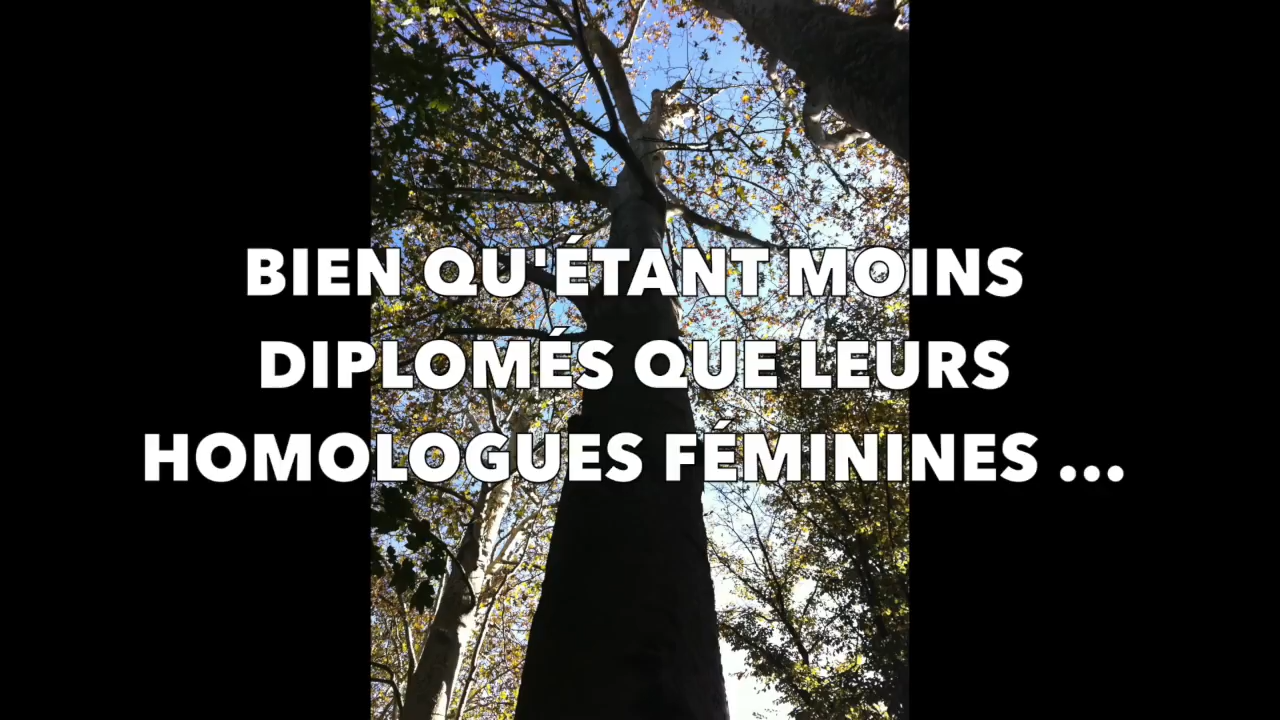 BIEN QU'ÉTANT MOINS
DIPLOMÉS QUE LEURS
HOMOLOGUES FÉMININES ...